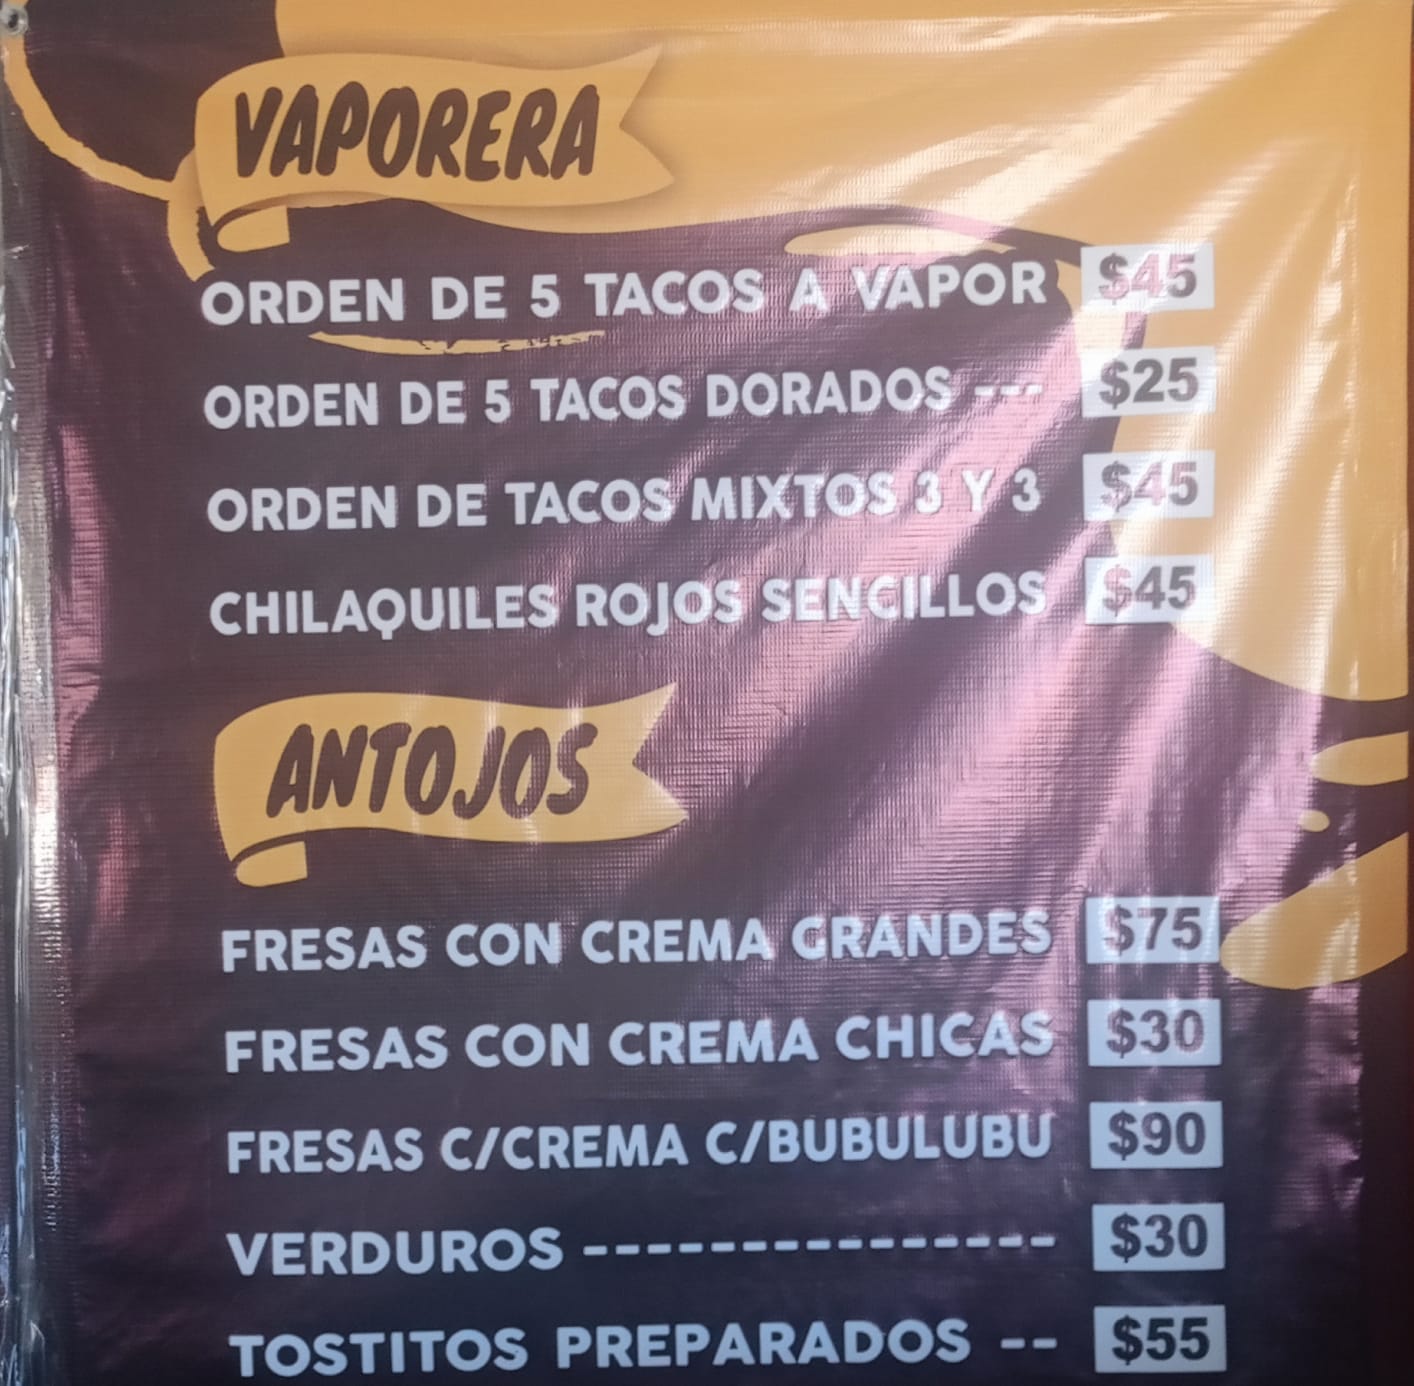 VAPORERA
ORDEN DE 5 TACOS A VAPOR $45
ORDEN DE 5 TACOS DORADOS --- $25
ORDEN DE TACOS MIXTOS 3 Y 3 $45
CHILAQUILES ROJOS SENCILLOS $45
ANTOJOS
FRESAS CON CREMA GRANDES $75
FRESAS CON CREMA CHICAS $30
FRESAS C/CREMA C/BUBULUBU $90
VERDUROS --------------- $30
TOSTITOS PREPARADOS -- $55